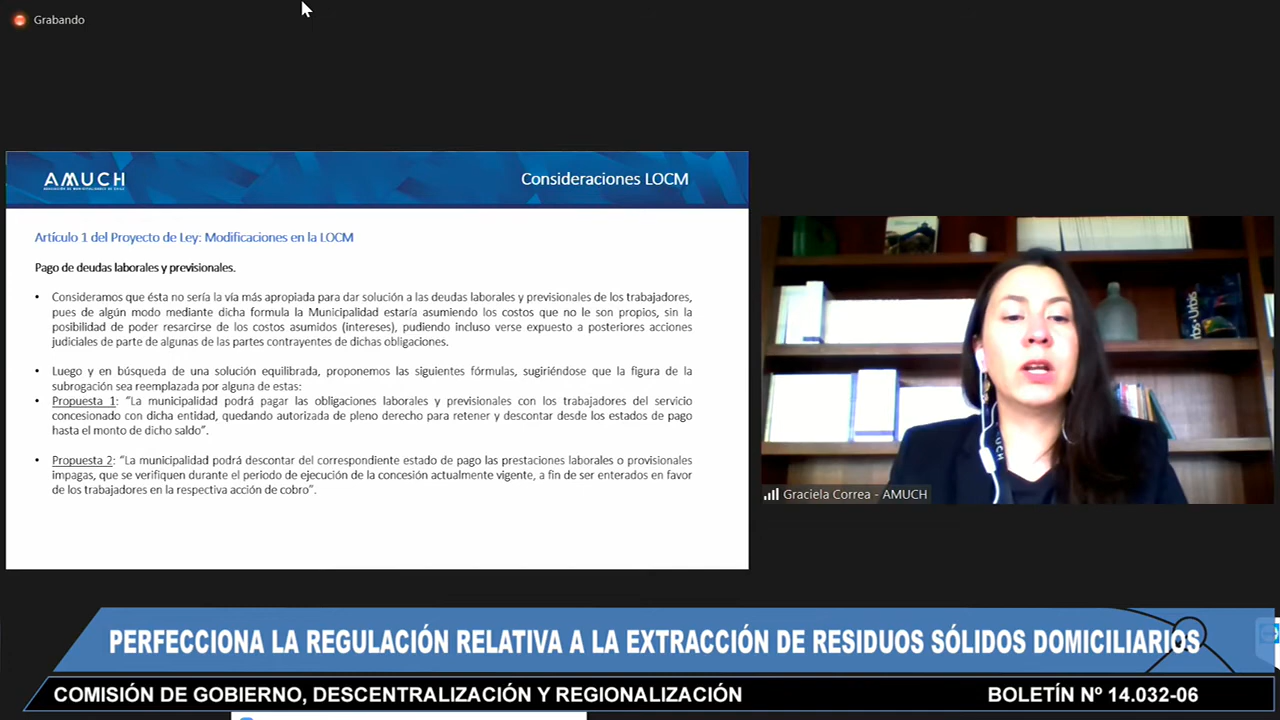 Grabando
AMUCH
Consideraciones LOCM
Artículo 1 del Proyecto de Ley: Modificaciones en la LOCM
Pago de deudas laborales y previsionales.
• Consideramos que ésta no sería la vía más apropiada para dar solución a las deudas laborales y previsionales de los trabajadores,
pues de algún modo mediante dicha formula la Municipalidad estaría asumiendo los costos que no le son propios, sin la
posibilidad de poder resarcirse de los costos asumidos (intereses), pudiendo incluso verse expuesto a posteriores acciones
judiciales de parte de algunas de las partes contrayentes de dichas obligaciones.
• Luego y en búsqueda de una solución equilibrada, proponemos las siguientes fórmulas, sugiriéndose que la figura de la
subrogación sea reemplazada por alguna de estas:
• Propuesta 1: “La municipalidad podrá pagar las obligaciones laborales y previsionales con los trabajadores del servicio
concesionado con dicha entidad, quedando autorizada de pleno derecho para retener y descontar desde los estados de pago
hasta el monto de dicho saldo”.
• Propuesta 2: “La municipalidad podrá descontar del correspondiente estado de pago las prestaciones laborales o provisionales
impagas, que se verifiquen durante el periodo de ejecución de la concesión actualmente vigente, a fin de ser enterados en favor
de los trabajadores en la respectiva acción de cobro”.
Graciela Correa - AMUCH
PERFECCIONA LA REGULACIÓN RELATIVA A LA EXTRACCIÓN DE RESIDUOS SÓLIDOS DOMICILIARIOS
COMISIÓN DE GOBIERNO, DESCENTRALIZACIÓN Y REGIONALIZACIÓN
BOLETÍN Nº 14.032-06